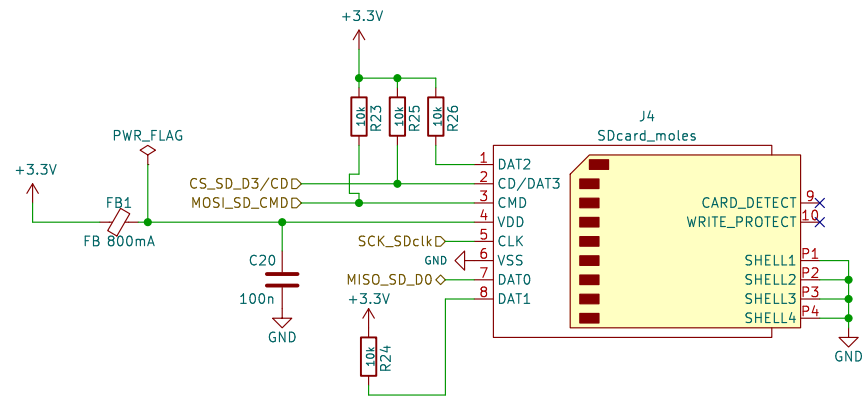 +3.3V
10k
R23
10k
R25
10k
R26
J4
SDcard_moles
PWR_FLAG
+3.3V
FB1
FB 800mA
CS_SD_D3/CD
MOSI_SD_CMD
SCK_SDclk
GND
MISO_SD_D0
C20
100n
GND
+3.3V
10k
R24
1 DAT2
2 CD/DAT3
3 CMD
4 VDD
5 CLK
6 VSS
7 DAT0
8 DAT1
CARD_DETECT 9
WRITE_PROTECT 10
SHELL1 P1
SHELL2 P2
SHELL3 P3
SHELL4 P4
GND